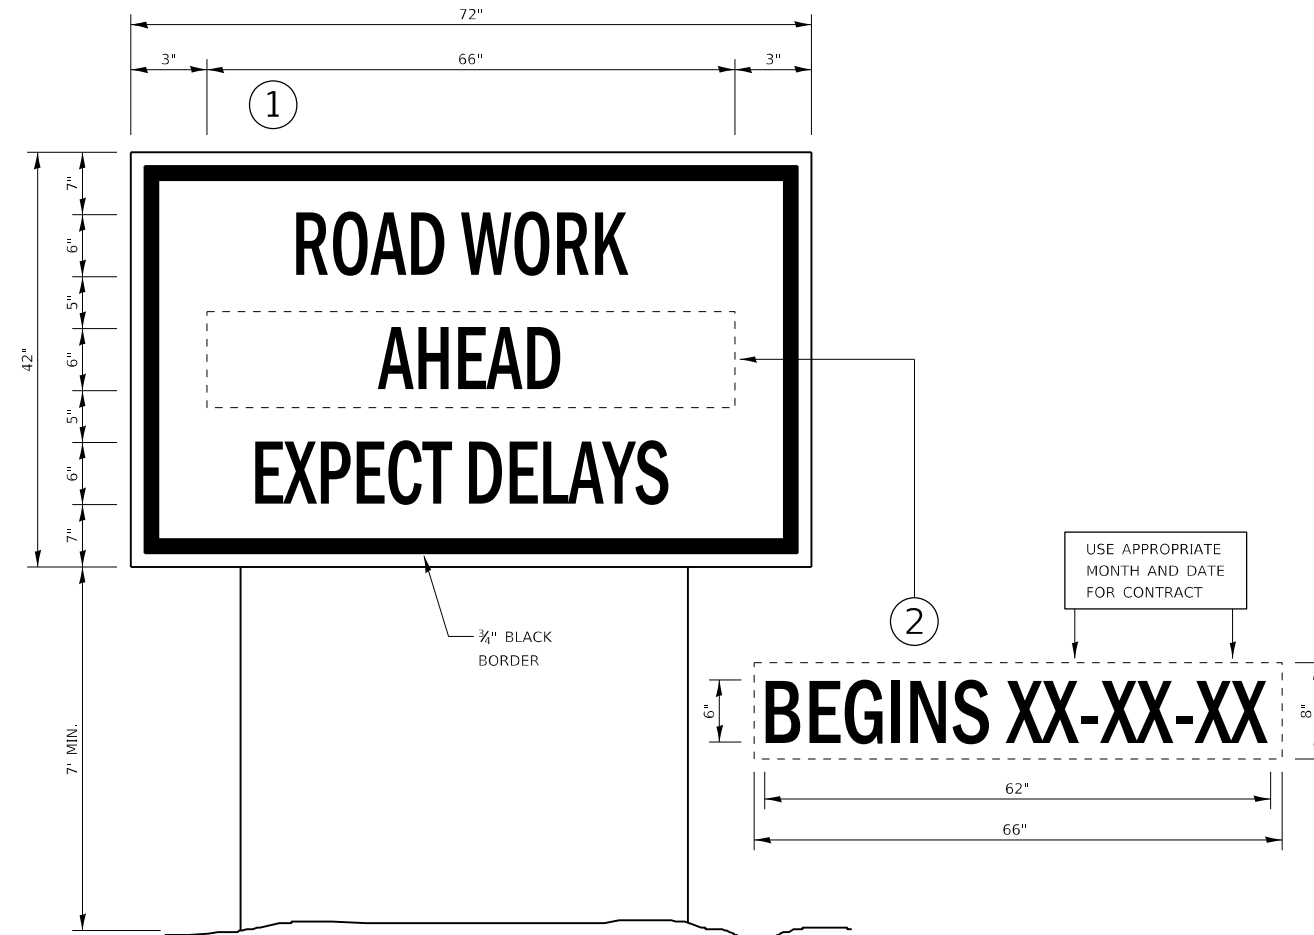 72"
3" 66" 3"
1
7"
6"
5"
6"
5"
6"
7"
42"
ROAD WORK
AHEAD
EXPECT DELAYS
¾" BLACK
BORDER
7' MIN.
2
USE APPROPRIATE
MONTH AND DATE
FOR CONTRACT
6"
BEGINS XX-XX-XX
8"
62"
66"